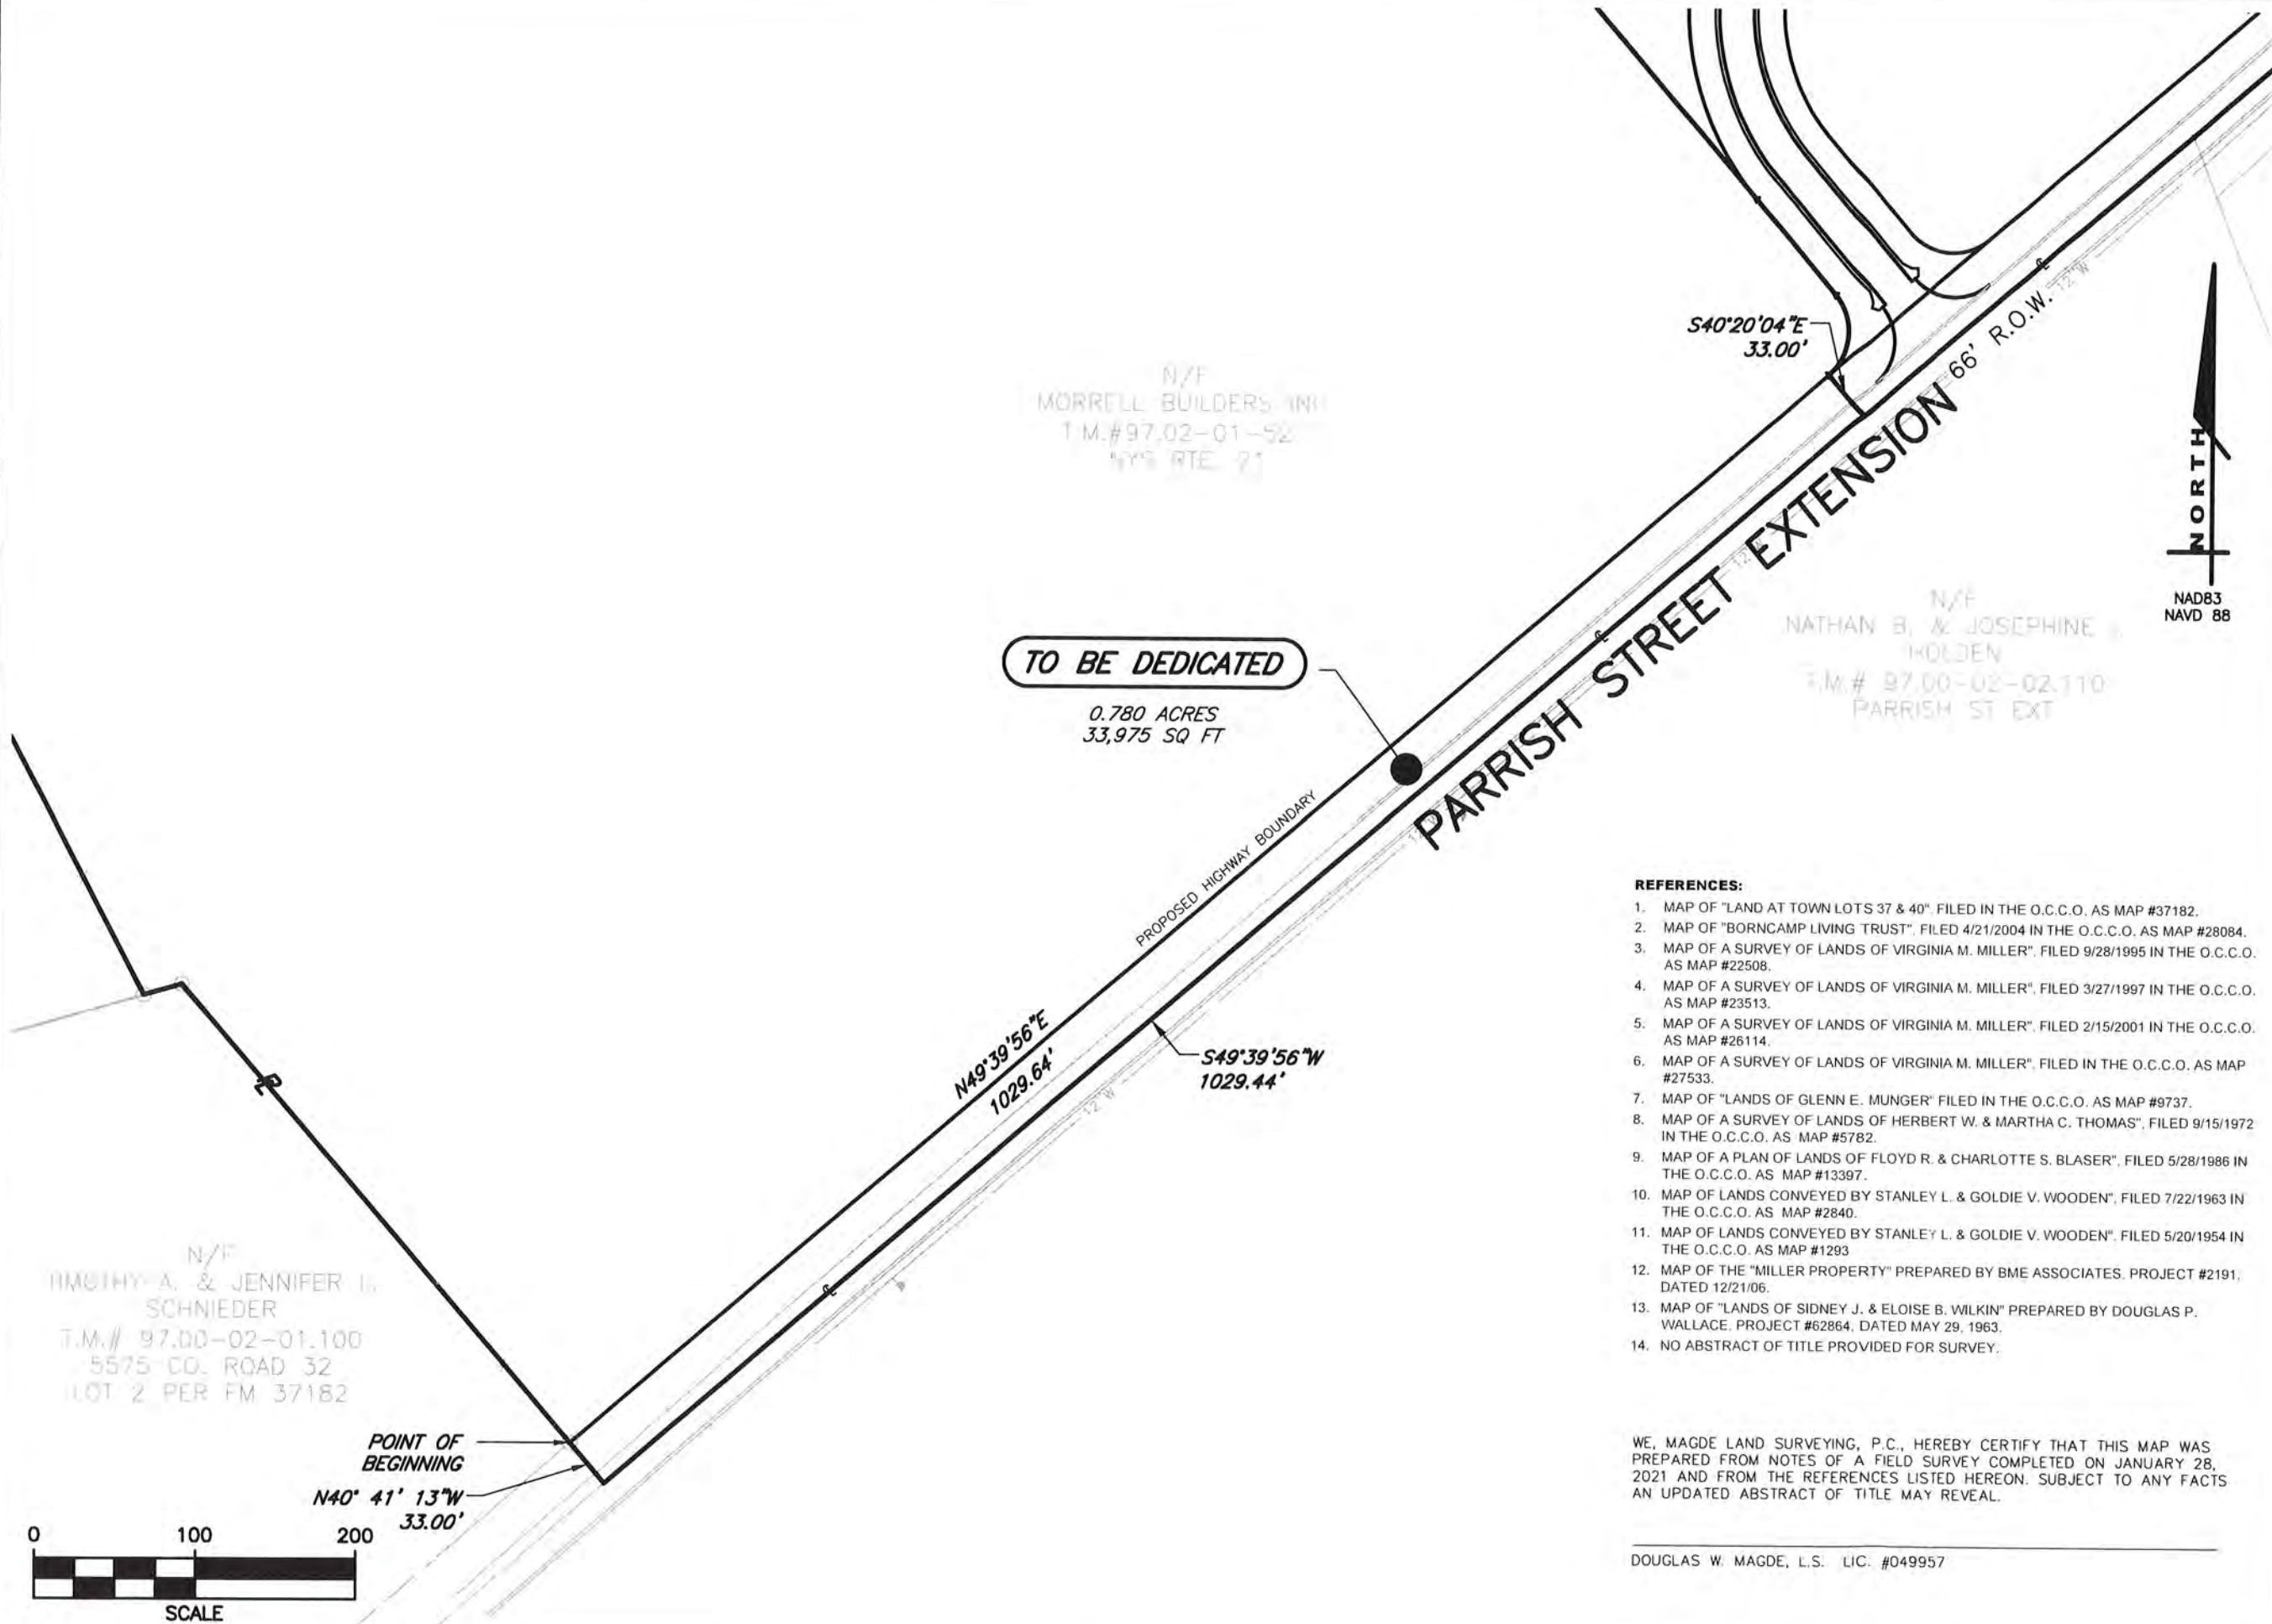 S40°20'04"E
33.00'
N/F
MORRELL BUILDERS INC
T.M.#97.02-01-52
NYS RTE. 21
66' R.O.W.
12"W
NORTH
NAD83
NAVD 88
N/F
NATHAN B. & JOSEPHINE
HOLDEN
T.M.# 97.00-02-02.110
PARRISH ST EXT
TO BE DEDICATED
0.780 ACRES
33,975 SQ FT
PARRISH STREET EXTENSION
12"W
12"W
PROPOSED HIGHWAY BOUNDARY
N49°39'56"E
1029.64'
S49°39'56"W
1029.44'
12"W
N/F
A. & JENNIFER
SCHNIEDER
T.M.# 97.00-02-01.100
5575 CO. ROAD 32
LOT 2 PER FM 37182
POINT OF
BEGINNING
N40° 41' 13"W
33.00'
0 100 200
SCALE
REFERENCES:
1. MAP OF "LAND AT TOWN LOTS 37 & 40". FILED IN THE O.C.C.O. AS MAP #37182.
2. MAP OF "BORNCAMP LIVING TRUST". FILED 4/21/2004 IN THE O.C.C.O. AS MAP #28084.
3. MAP OF A SURVEY OF LANDS OF VIRGINIA M. MILLER", FILED 9/28/1995 IN THE O.C.C.O.
AS MAP #22508.
4. MAP OF A SURVEY OF LANDS OF VIRGINIA M. MILLER", FILED 3/27/1997 IN THE O.C.C.O.
AS MAP #23513.
5. MAP OF A SURVEY OF LANDS OF VIRGINIA M. MILLER", FILED 2/15/2001 IN THE O.C.C.O.
AS MAP #26114.
6. MAP OF A SURVEY OF LANDS OF VIRGINIA M. MILLER", FILED IN THE O.C.C.O. AS MAP
#27533.
7. MAP OF "LANDS OF GLENN E. MUNGER" FILED IN THE O.C.C.O. AS MAP #9737.
8. MAP OF A SURVEY OF LANDS OF HERBERT W. & MARTHA C. THOMAS", FILED 9/15/1972
IN THE O.C.C.O. AS MAP #5782.
9. MAP OF A PLAN OF LANDS OF FLOYD R. & CHARLOTTE S. BLASER", FILED 5/28/1986 IN
THE O.C.C.O. AS MAP #13397.
10. MAP OF LANDS CONVEYED BY STANLEY L. & GOLDIE V. WOODEN", FILED 7/22/1963 IN
THE O.C.C.O. AS MAP #2840.
11. MAP OF LANDS CONVEYED BY STANLEY L. & GOLDIE V. WOODEN", FILED 5/20/1954 IN
THE O.C.C.O. AS MAP #1293
12. MAP OF THE "MILLER PROPERTY" PREPARED BY BME ASSOCIATES, PROJECT #2191,
DATED 12/21/06.
13. MAP OF "LANDS OF SIDNEY J. & ELOISE B. WILKIN" PREPARED BY DOUGLAS P.
WALLACE, PROJECT #62864, DATED MAY 29, 1963.
14. NO ABSTRACT OF TITLE PROVIDED FOR SURVEY.
WE, MAGDE LAND SURVEYING, P.C., HEREBY CERTIFY THAT THIS MAP WAS
PREPARED FROM NOTES OF A FIELD SURVEY COMPLETED ON JANUARY 28,
2021 AND FROM THE REFERENCES LISTED HEREON. SUBJECT TO ANY FACTS
AN UPDATED ABSTRACT OF TITLE MAY REVEAL.
DOUGLAS W. MAGDE, L.S. LIC. #049957